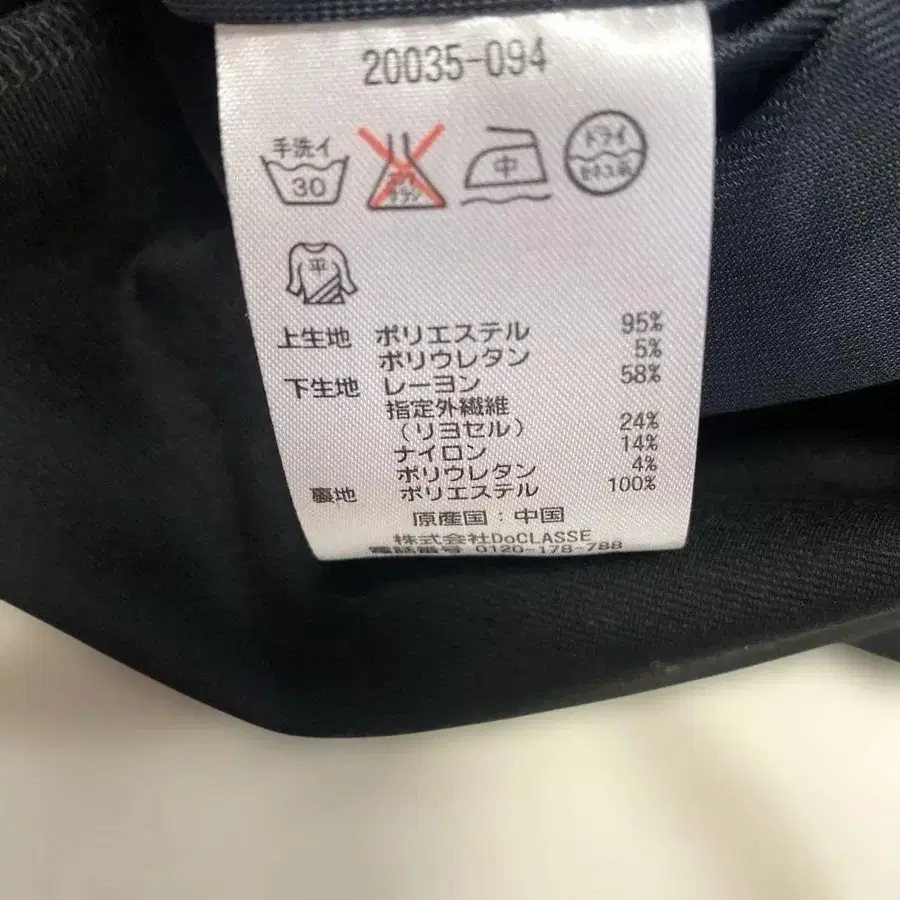 20035-094
手洗イ
30
中
ドライ
セキユ系
平
上生地 ポリエステル 95%
ポリウレタン 5%
下生地 レーヨン 58%
指定外繊維
(リヨセル) 24%
ナイロン 14%
ポリウレタン 4%
裏地 ポリエステル 100%
原産国:中国
株式会社DoCLASSE
電話番号 0120-178-788